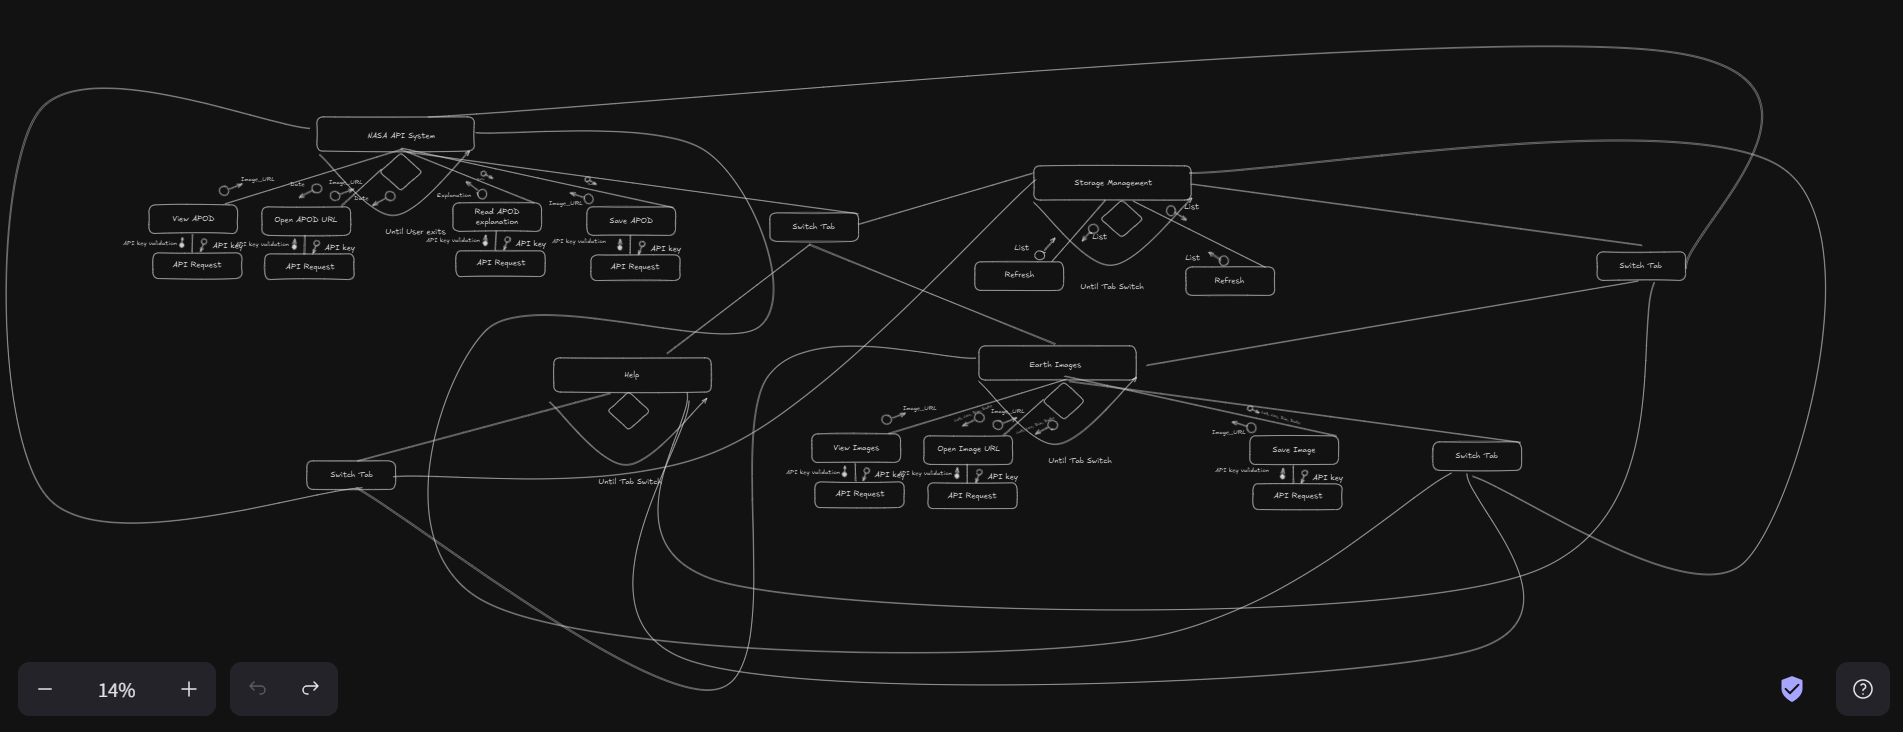 NASA API System
Image_URL
Date
Image_URL
Date
Explanation
Image_URL
View APOD
Open APOD URL
Read APOD
explanation
Save APOD
Switch Tab
Until User exits
API key validation
API key
API key validation
API key
API key validation
API key
API key validation
API key
API Request
API Request
API Request
API Request
Storage Management
List
List
List
List
Refresh
Refresh
Until Tab Switch
Switch Tab
Help
Until Tab Switch
Switch Tab
Earth Images
Image_URL
Image_URL
Image_URL
View Images
Open Image URL
Save Image
Switch Tab
Until Tab Switch
API key validation
API key
API key validation
API key
API key validation
API key
API Request
API Request
API Request
14%